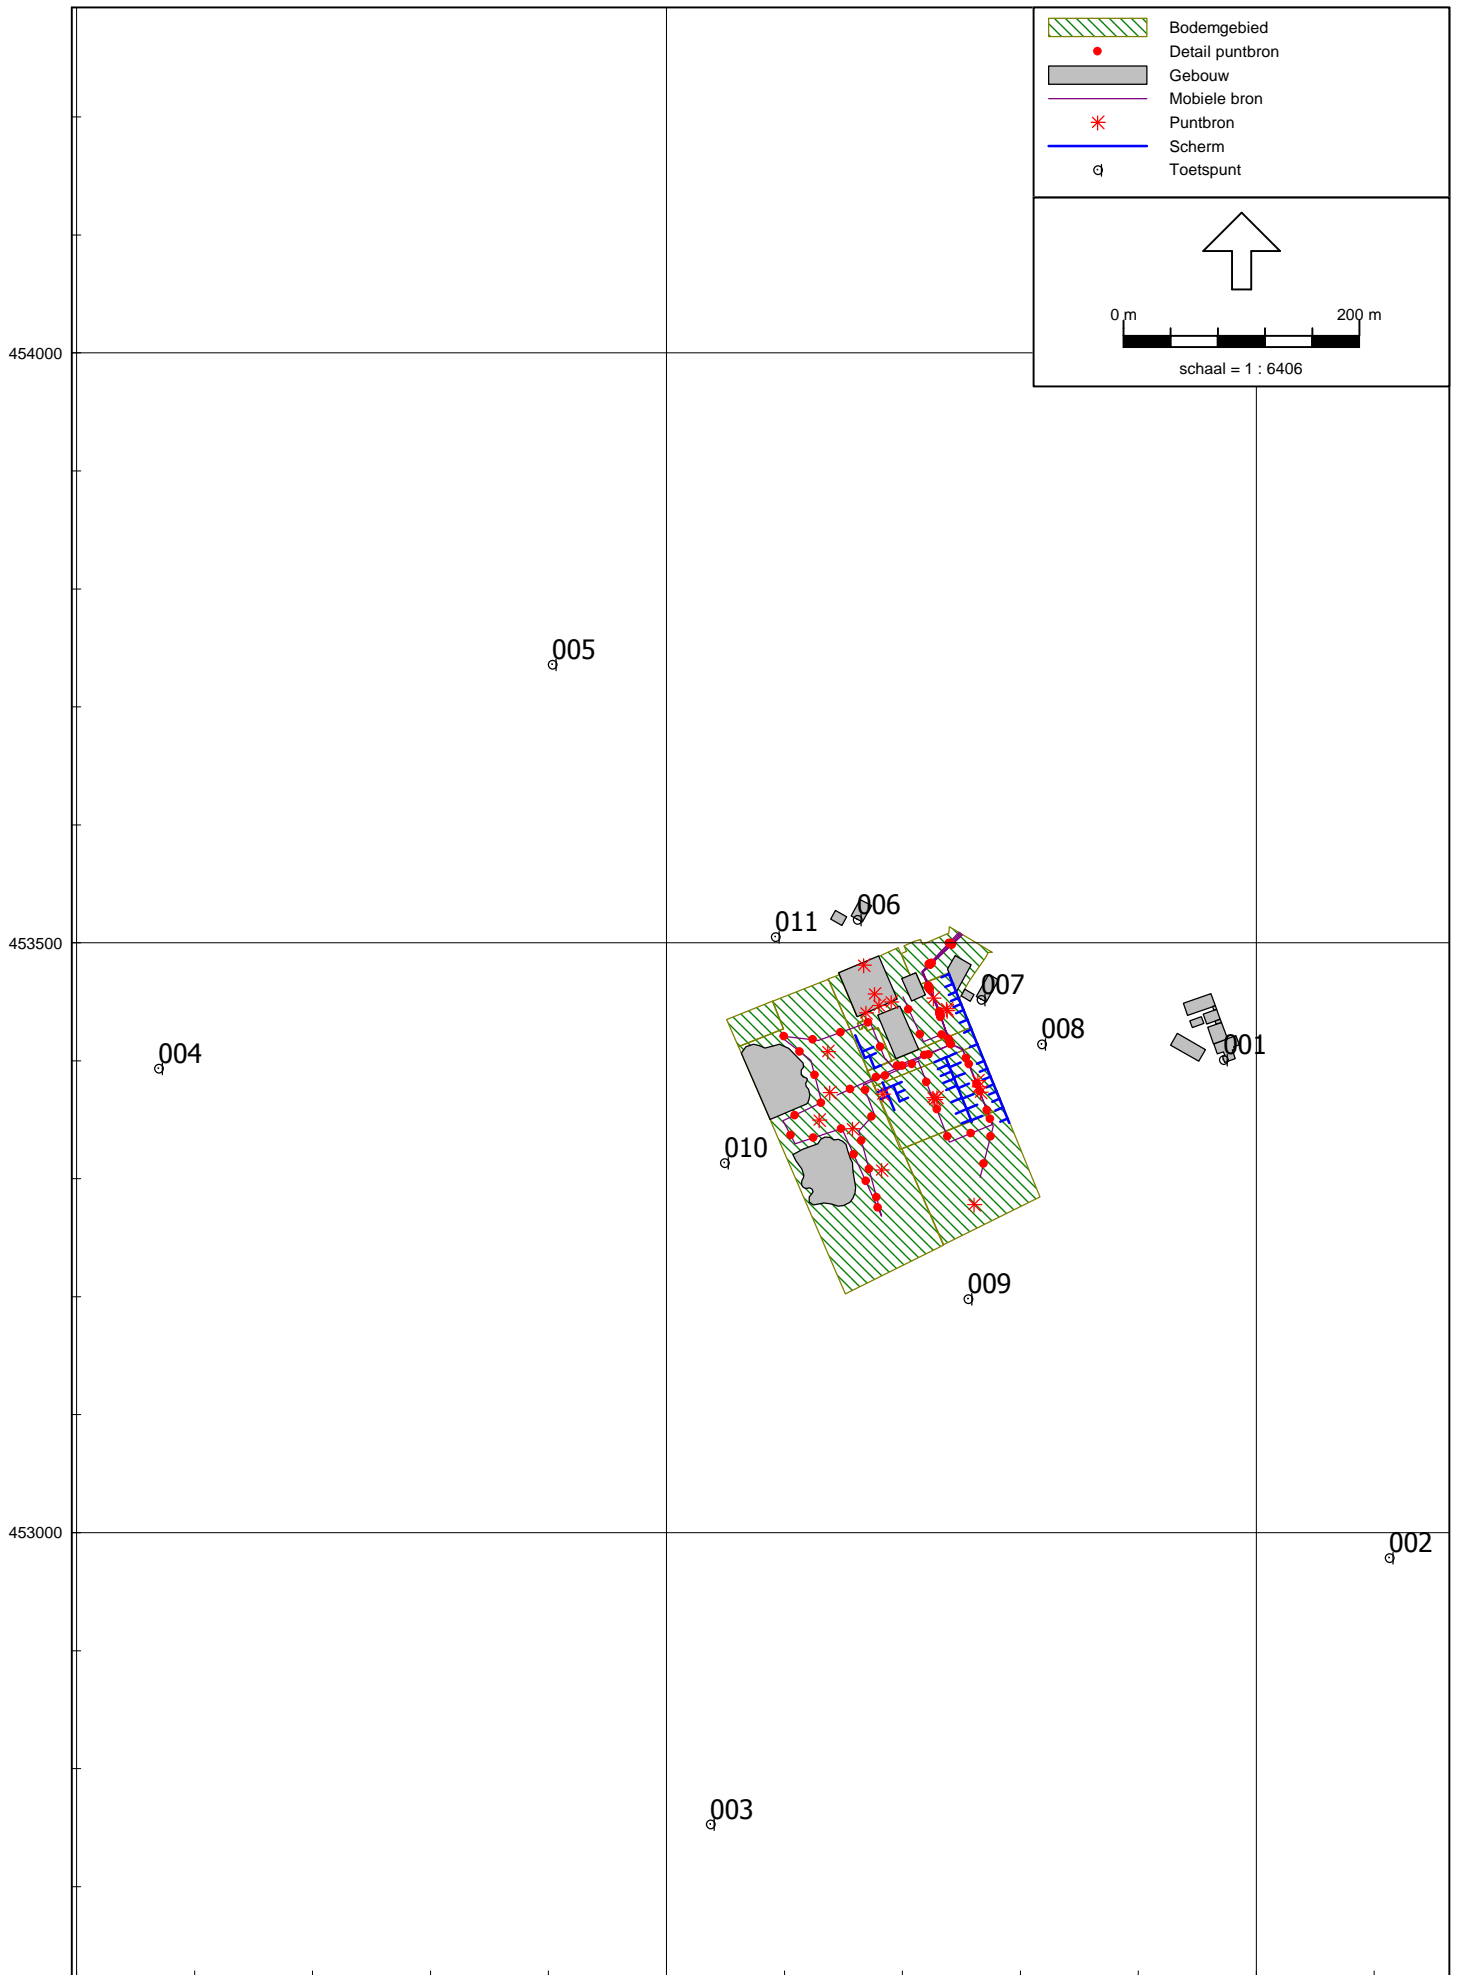 Bodemgebied
Detail puntbron
Gebouw
Mobiele bron
Puntbron
Scherm
Toetspunt
0 m 200 m
schaal = 1 : 6406
454000
005
006
011
453500
007
008
001
004
010
009
453000
002
003